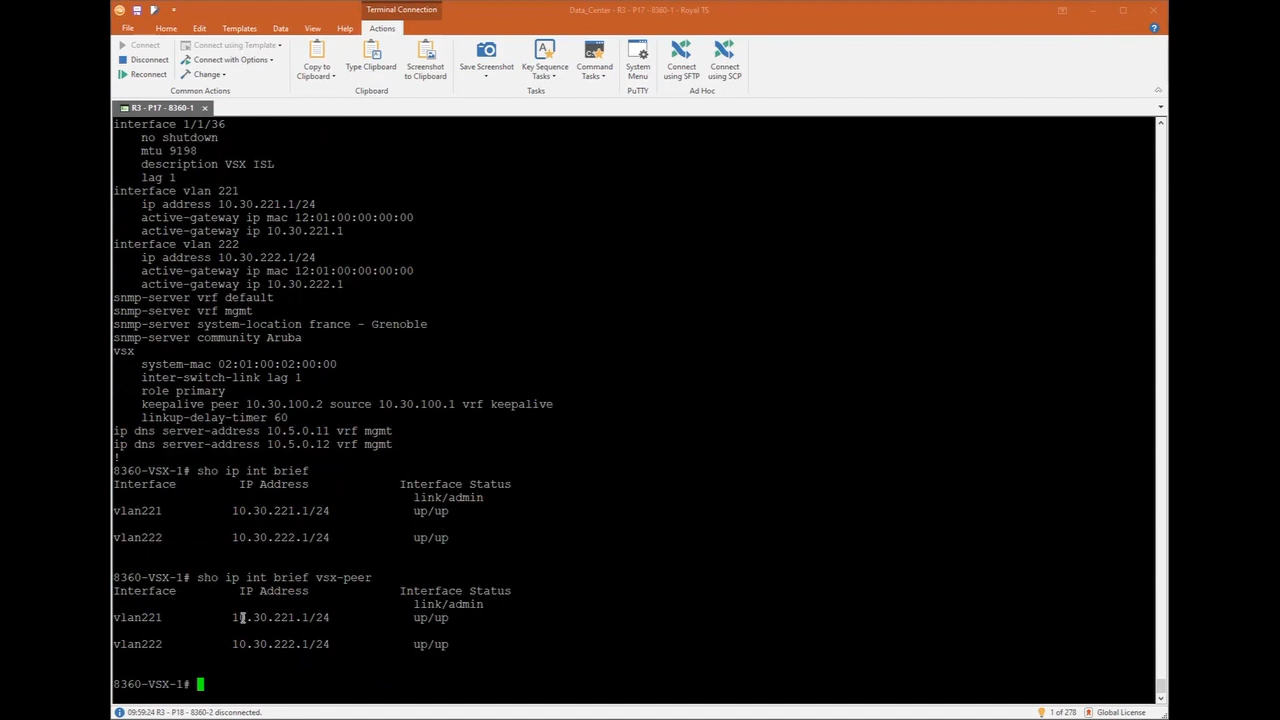 Terminal Connection
Data_Center - R3 - P17 - 8360-1 - Royal TS
File Home Edit Templates Data View Help Actions
Connect
Disconnect
Reconnect
Connect using Template
Connect with Options
Change
Common Actions
Copy to Clipboard
Type Clipboard
Screenshot to Clipboard
Clipboard
Save Screenshot
Key Sequence Tasks
Command Tasks
Tasks
System Menu
PuTTY
Connect using SFTP
Connect using SCP
Ad Hoc
R3 - P17 - 8360-1
interface 1/1/36
no shutdown
mtu 9198
description VSX ISL
lag 1
interface vlan 221
ip address 10.30.221.1/24
active-gateway ip mac 12:01:00:00:00:00
active-gateway ip 10.30.221.1
interface vlan 222
ip address 10.30.222.1/24
active-gateway ip mac 12:01:00:00:00:00
active-gateway ip 10.30.222.1
snmp-server vrf default
snmp-server vrf mgmt
snmp-server system-location france - Grenoble
snmp-server community Aruba
vsx
system-mac 02:01:00:02:00:00
inter-switch-link lag 1
role primary
keepalive peer 10.30.100.2 source 10.30.100.1 vrf keepalive
linkup-delay-timer 60
ip dns server-address 10.5.0.11 vrf mgmt
ip dns server-address 10.5.0.12 vrf mgmt
!
8360-VSX-1# sho ip int brief
Interface IP Address Interface Status
link/admin
vlan221 10.30.221.1/24 up/up
vlan222 10.30.222.1/24 up/up
8360-VSX-1# sho ip int brief vsx-peer
Interface IP Address Interface Status
link/admin
vlan221 10.30.221.1/24 up/up
vlan222 10.30.222.1/24 up/up
8360-VSX-1#
09:59:24 R3 - P18 - 8360-2 disconnected.
1 of 278
Global License